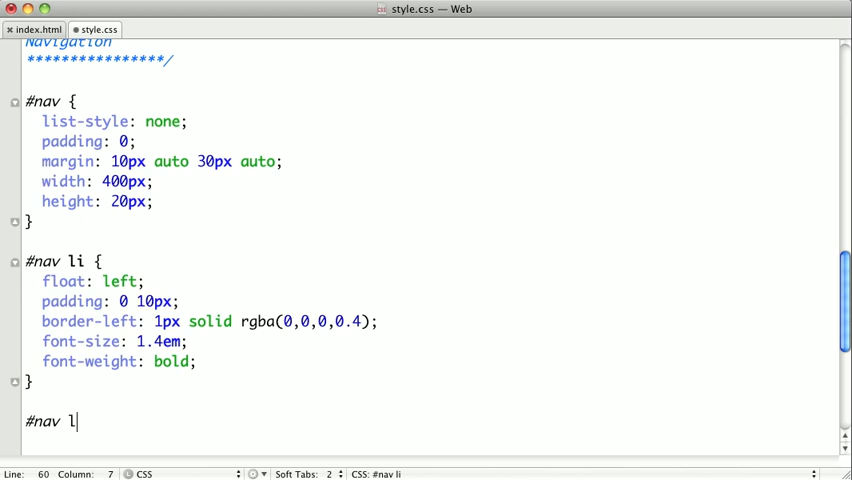 style.css — Web
index.html
style.css
Navigation
****************/
#nav {
list-style: none;
padding: 0;
margin: 10px auto 30px auto;
width: 400px;
height: 20px;
}
#nav li {
float: left;
padding: 0 10px;
border-left: 1px solid rgba(0,0,0,0.4);
font-size: 1.4em;
font-weight: bold;
}
#nav l
Line: 60 Column: 7 CSS Soft Tabs: 2 CSS: #nav li